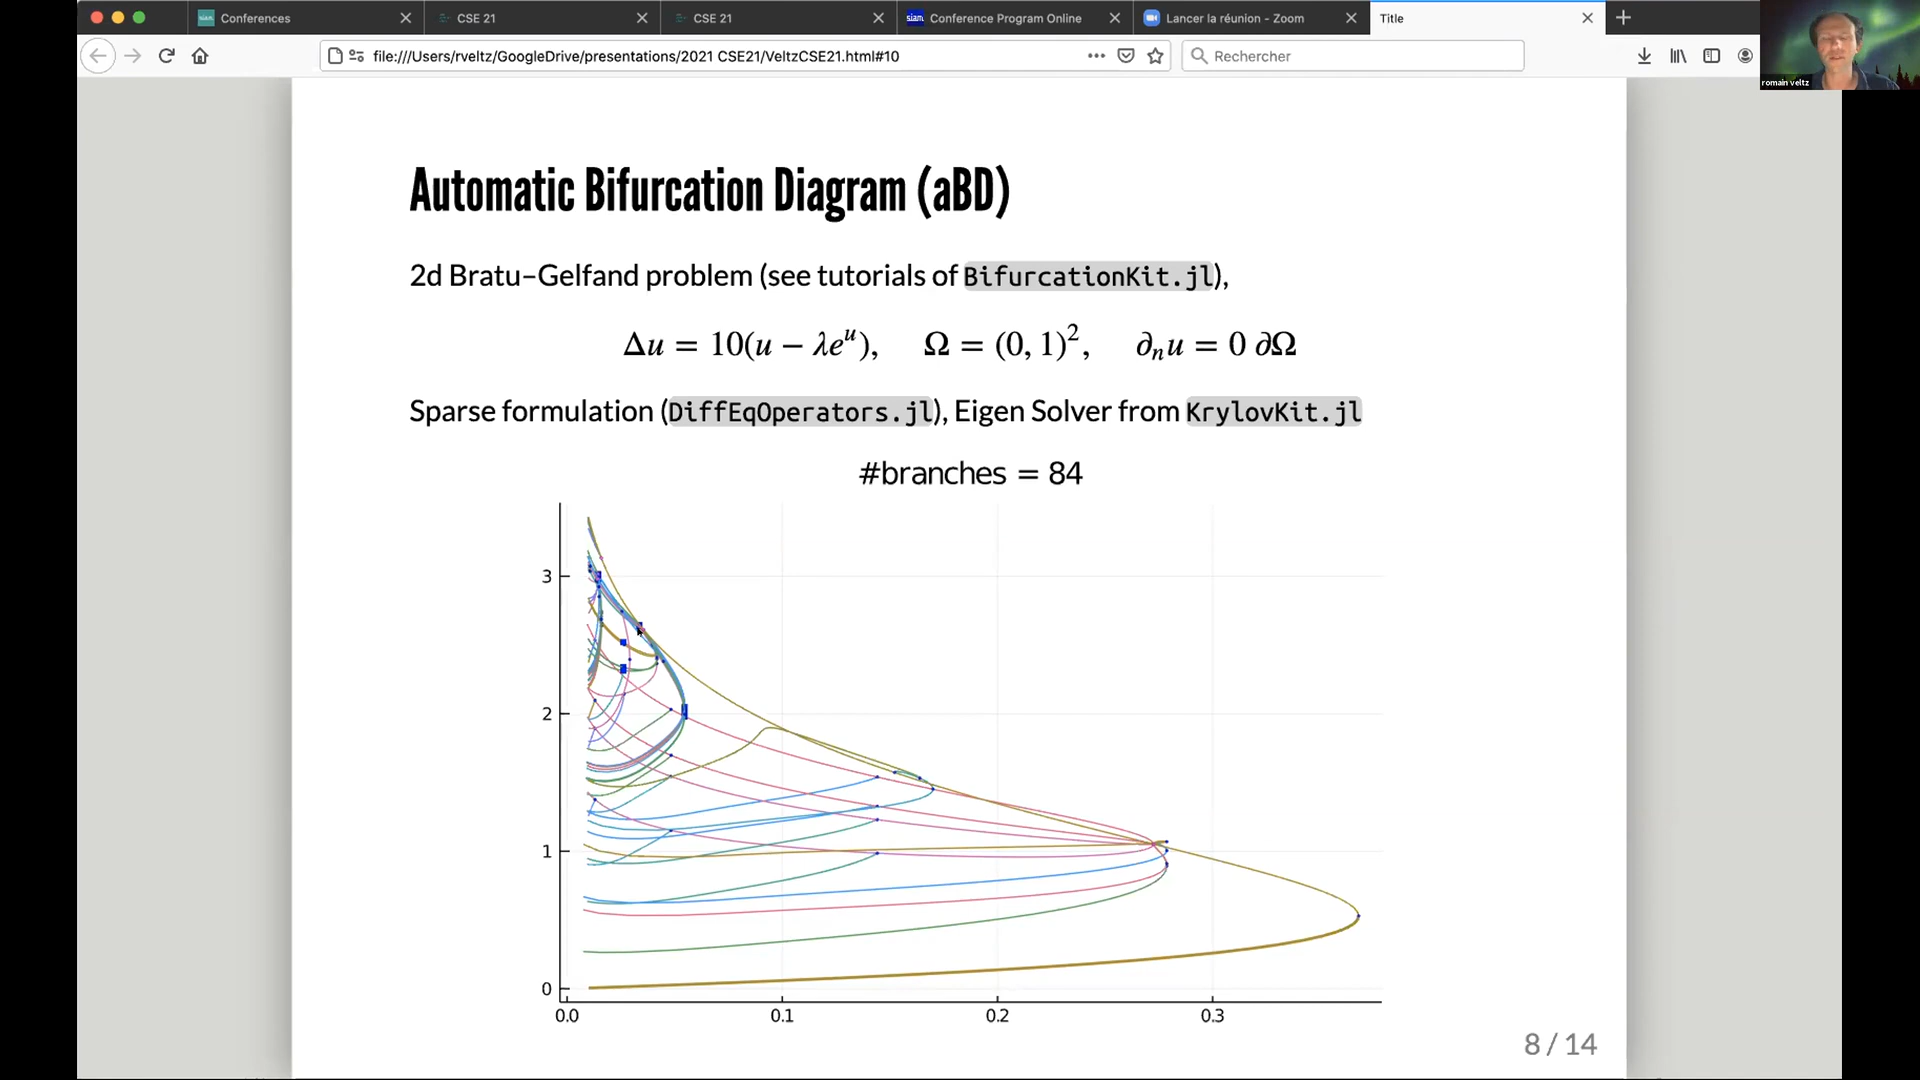 Conferences
CSE 21
CSE 21
siam Conference Program Online
Lancer la réunion - Zoom
Title
file:///Users/rveltz/GoogleDrive/presentations/2021 CSE21/VeltzCSE21.html#10
Rechercher
romain veltz
Automatic Bifurcation Diagram (aBD)
2d Bratu–Gelfand problem (see tutorials of BifurcationKit.jl),
Δu = 10(u − λeᵘ), Ω = (0, 1)², ∂ₙu = 0 ∂Ω
Sparse formulation (DiffEqOperators.jl), Eigen Solver from KrylovKit.jl
#branches = 84
3
2
1
0
0.0 0.1 0.2 0.3
8 / 14